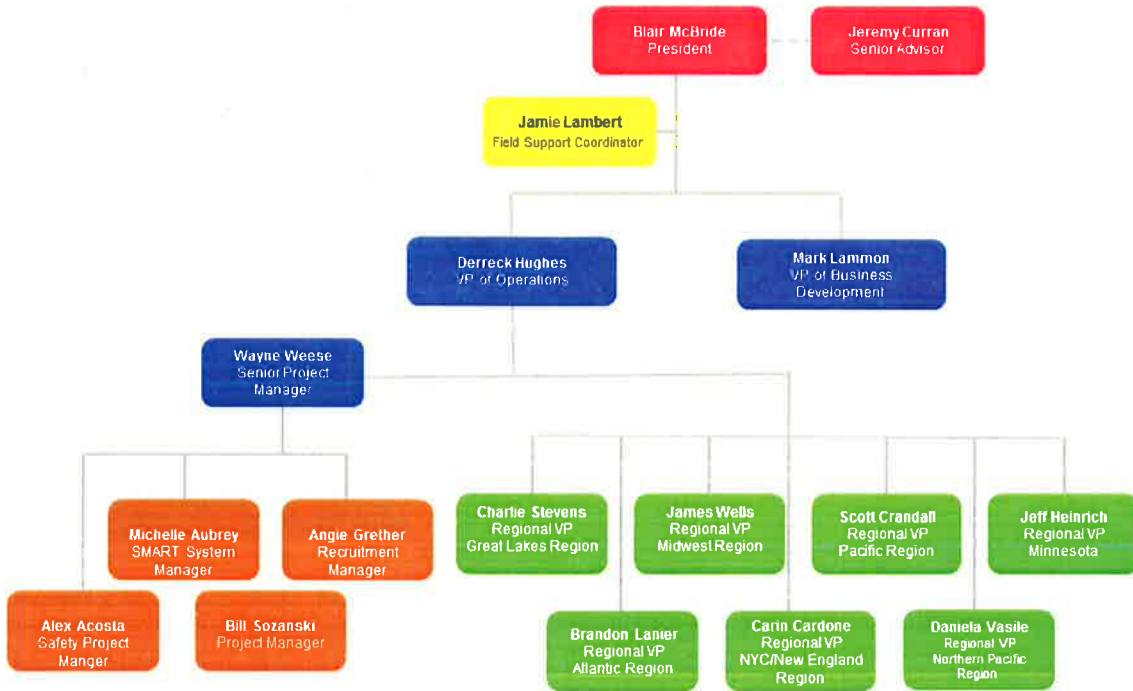 Blair McBride
President
Jeremy Curran
Senior Advisor
Jamie Lambert
Field Support Coordinator
Derreck Hughes
VP of Operations
Mark Lammon
VP of Business
Development
Wayne Weese
Senior Project
Manager
Michelle Aubrey
SMART System
Manager
Angie Grether
Recruitment
Manager
Alex Acosta
Safety Project
Manger
Bill Sozanski
Project Manager
Charlie Stevens
Regional VP
Great Lakes Region
James Wells
Regional VP
Midwest Region
Scott Crandall
Regional VP
Pacific Region
Jeff Heinrich
Regional VP
Minnesota
Brandon Lanier
Regional VP
Atlantic Region
Carin Cardone
Regional VP
NYC/New England
Region
Daniela Vasile
Regional VP
Northern Pacific
Region